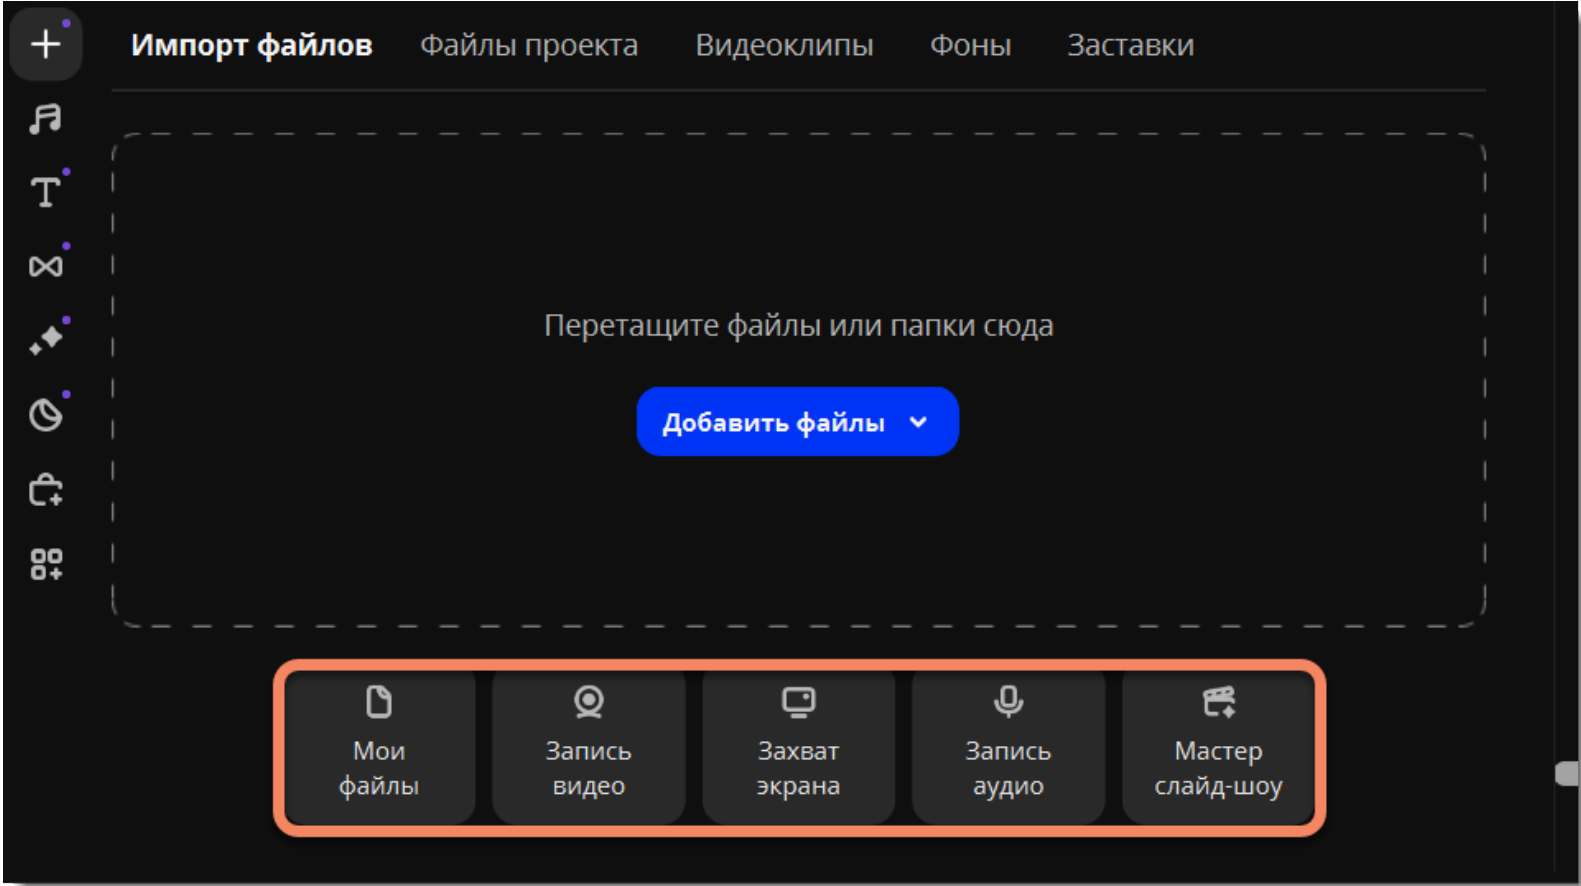 Импорт файлов Файлы проекта Видеоклипы Фоны Заставки
Перетащите файлы или папки сюда
Добавить файлы
Мои файлы
Запись видео
Захват экрана
Запись аудио
Мастер слайд-шоу